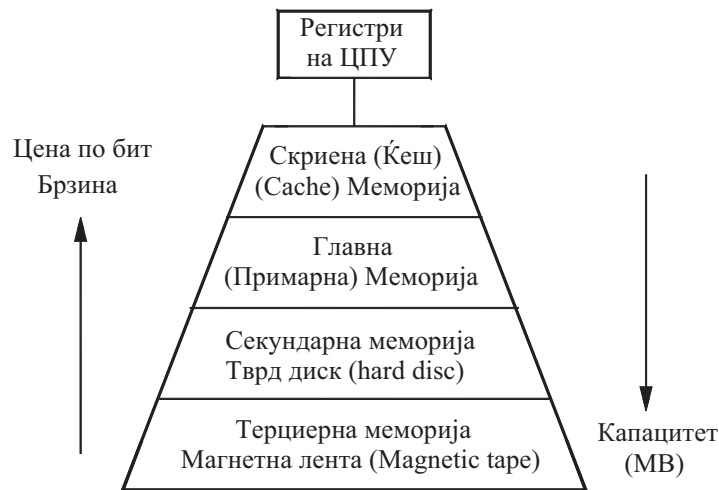 Регистри
на ЦПУ
Цена по бит
Брзина
Скриена (Ќеш)
(Cache) Меморија
Главна
(Примарна) Меморија
Секундарна меморија
Тврд диск (hard disc)
Терциерна меморија
Магнетна лента (Magnetic tape)
Капацитет
(MB)